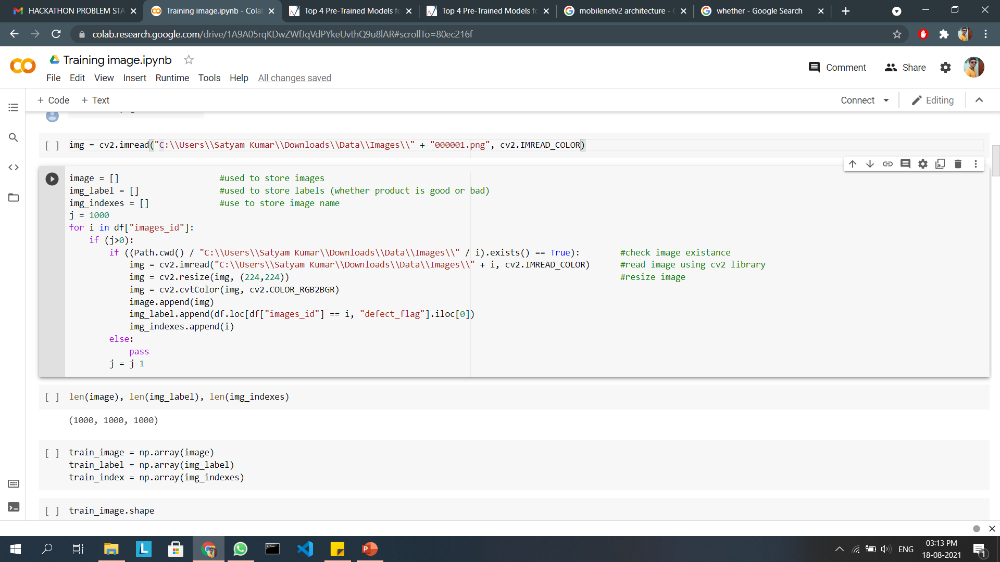 HACKATHON PROBLEM STA
Training image.ipynb - Cola
Top 4 Pre-Trained Models fo
Top 4 Pre-Trained Models fo
mobilenetv2 architecture -
whether - Google Search
colab.research.google.com/drive/1A9A05rqKDwZWfJqVdPYkeUvthQ9u8lAR#scrollTo=80ec216f
Training image.ipynb
Comment
Share
File Edit View Insert Runtime Tools Help All changes saved
+ Code + Text
Connect
Editing
[ ] img = cv2.imread("C:\\Users\\Satyam Kumar\\Downloads\\Data\\Images\\" + "000001.png", cv2.IMREAD_COLOR)
image = [] #used to store images
img_label = [] #used to store labels (whether product is good or bad)
img_indexes = [] #use to store image name
j = 1000
for i in df["images_id"]:
if (j>0):
if ((Path.cwd() / "C:\\Users\\Satyam Kumar\\Downloads\\Data\\Images\\" / i).exists() == True): #check image existance
img = cv2.imread("C:\\Users\\Satyam Kumar\\Downloads\\Data\\Images\\" + i, cv2.IMREAD_COLOR) #read image using cv2 library
img = cv2.resize(img, (224,224)) #resize image
img = cv2.cvtColor(img, cv2.COLOR_RGB2BGR)
image.append(img)
img_label.append(df.loc[df["images_id"] == i, "defect_flag"].iloc[0])
img_indexes.append(i)
else:
pass
j = j-1
[ ] len(image), len(img_label), len(img_indexes)
(1000, 1000, 1000)
[ ] train_image = np.array(image)
train_label = np.array(img_label)
train_index = np.array(img_indexes)
[ ] train_image.shape
ENG
03:13 PM
18-08-2021
1